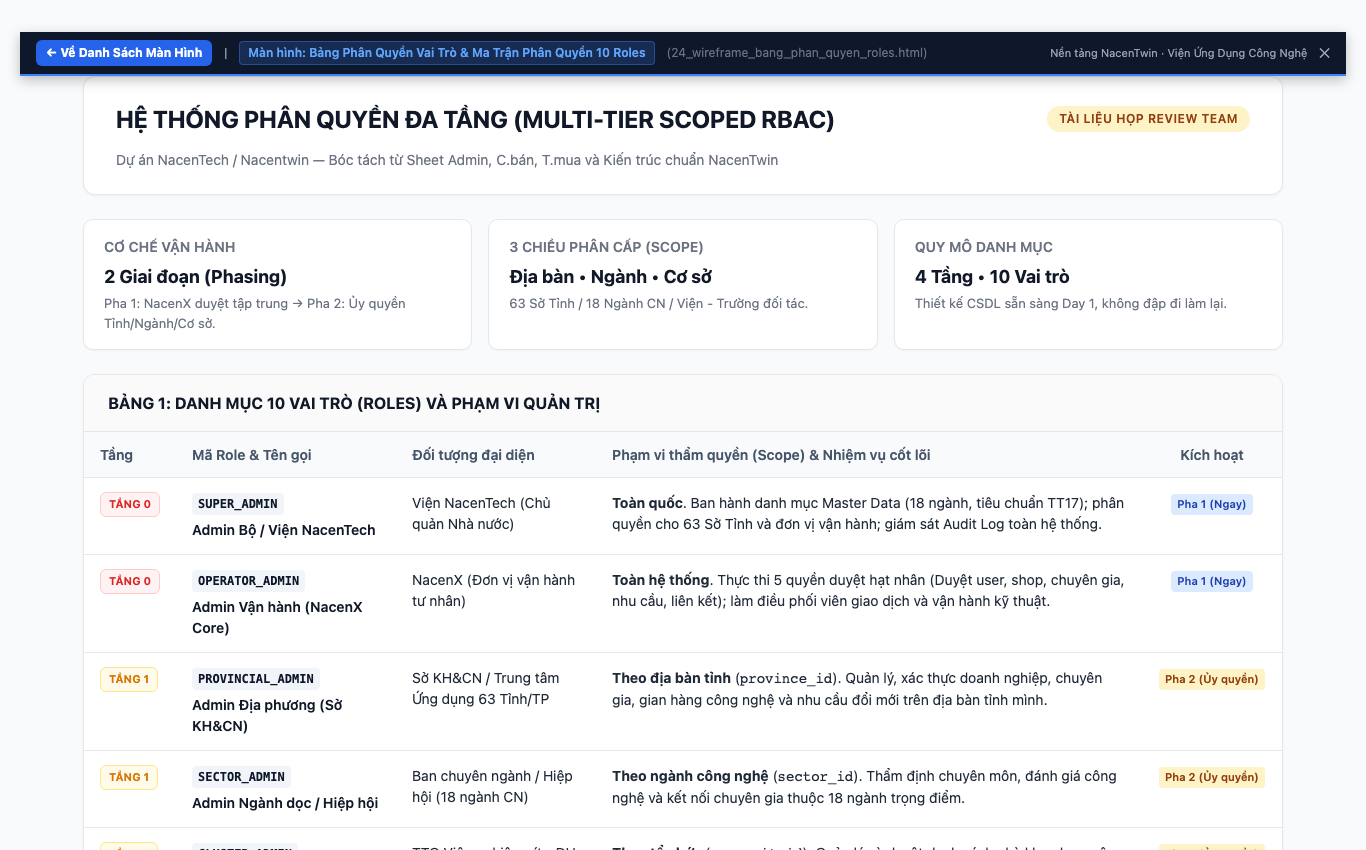 ← Về Danh Sách Màn Hình | Màn hình: Bảng Phân Quyền Vai Trò & Ma Trận Phân Quyền 10 Roles (24_wireframe_bang_phan_quyen_roles.html) Nền tảng NacenTwin · Viện Ứng Dụng Công Nghệ ✕
HỆ THỐNG PHÂN QUYỀN ĐA TẦNG (MULTI-TIER SCOPED RBAC)
TÀI LIỆU HỌP REVIEW TEAM
Dự án NacenTech / Nacentwin — Bóc tách từ Sheet Admin, C.bán, T.mua và Kiến trúc chuẩn NacenTwin
CƠ CHẾ VẬN HÀNH
2 Giai đoạn (Phasing)
Pha 1: NacenX duyệt tập trung → Pha 2: Ủy quyền
Tỉnh/Ngành/Cơ sở.
3 CHIỀU PHÂN CẤP (SCOPE)
Địa bàn • Ngành • Cơ sở
63 Sở Tỉnh / 18 Ngành CN / Viện - Trường đối tác.
QUY MÔ DANH MỤC
4 Tầng • 10 Vai trò
Thiết kế CSDL sẵn sàng Day 1, không đập đi làm lại.
BẢNG 1: DANH MỤC 10 VAI TRÒ (ROLES) VÀ PHẠM VI QUẢN TRỊ
Tầng Mã Role & Tên gọi Đối tượng đại diện Phạm vi thẩm quyền (Scope) & Nhiệm vụ cốt lõi Kích hoạt
TẦNG 0
SUPER_ADMIN
Admin Bộ / Viện NacenTech
Viện NacenTech (Chủ
quản Nhà nước)
Toàn quốc. Ban hành danh mục Master Data (18 ngành, tiêu chuẩn TT17); phân
quyền cho 63 Sở Tỉnh và đơn vị vận hành; giám sát Audit Log toàn hệ thống.
Pha 1 (Ngay)
TẦNG 0
OPERATOR_ADMIN
Admin Vận hành (NacenX
Core)
NacenX (Đơn vị vận hành
tư nhân)
Toàn hệ thống. Thực thi 5 quyền duyệt hạt nhân (Duyệt user, shop, chuyên gia,
nhu cầu, liên kết); làm điều phối viên giao dịch và vận hành kỹ thuật.
Pha 1 (Ngay)
TẦNG 1
PROVINCIAL_ADMIN
Admin Địa phương (Sở
KH&CN)
Sở KH&CN / Trung tâm
Ứng dụng 63 Tỉnh/TP
Theo địa bàn tỉnh (province_id). Quản lý, xác thực doanh nghiệp, chuyên
gia, gian hàng công nghệ và nhu cầu đổi mới trên địa bàn tỉnh mình.
Pha 2 (Ủy quyền)
TẦNG 1
SECTOR_ADMIN
Admin Ngành dọc / Hiệp hội
Ban chuyên ngành / Hiệp
hội (18 ngành CN)
Theo ngành công nghệ (sector_id). Thẩm định chuyên môn, đánh giá công
nghệ và kết nối chuyên gia thuộc 18 ngành trọng điểm.
Pha 2 (Ủy quyền)